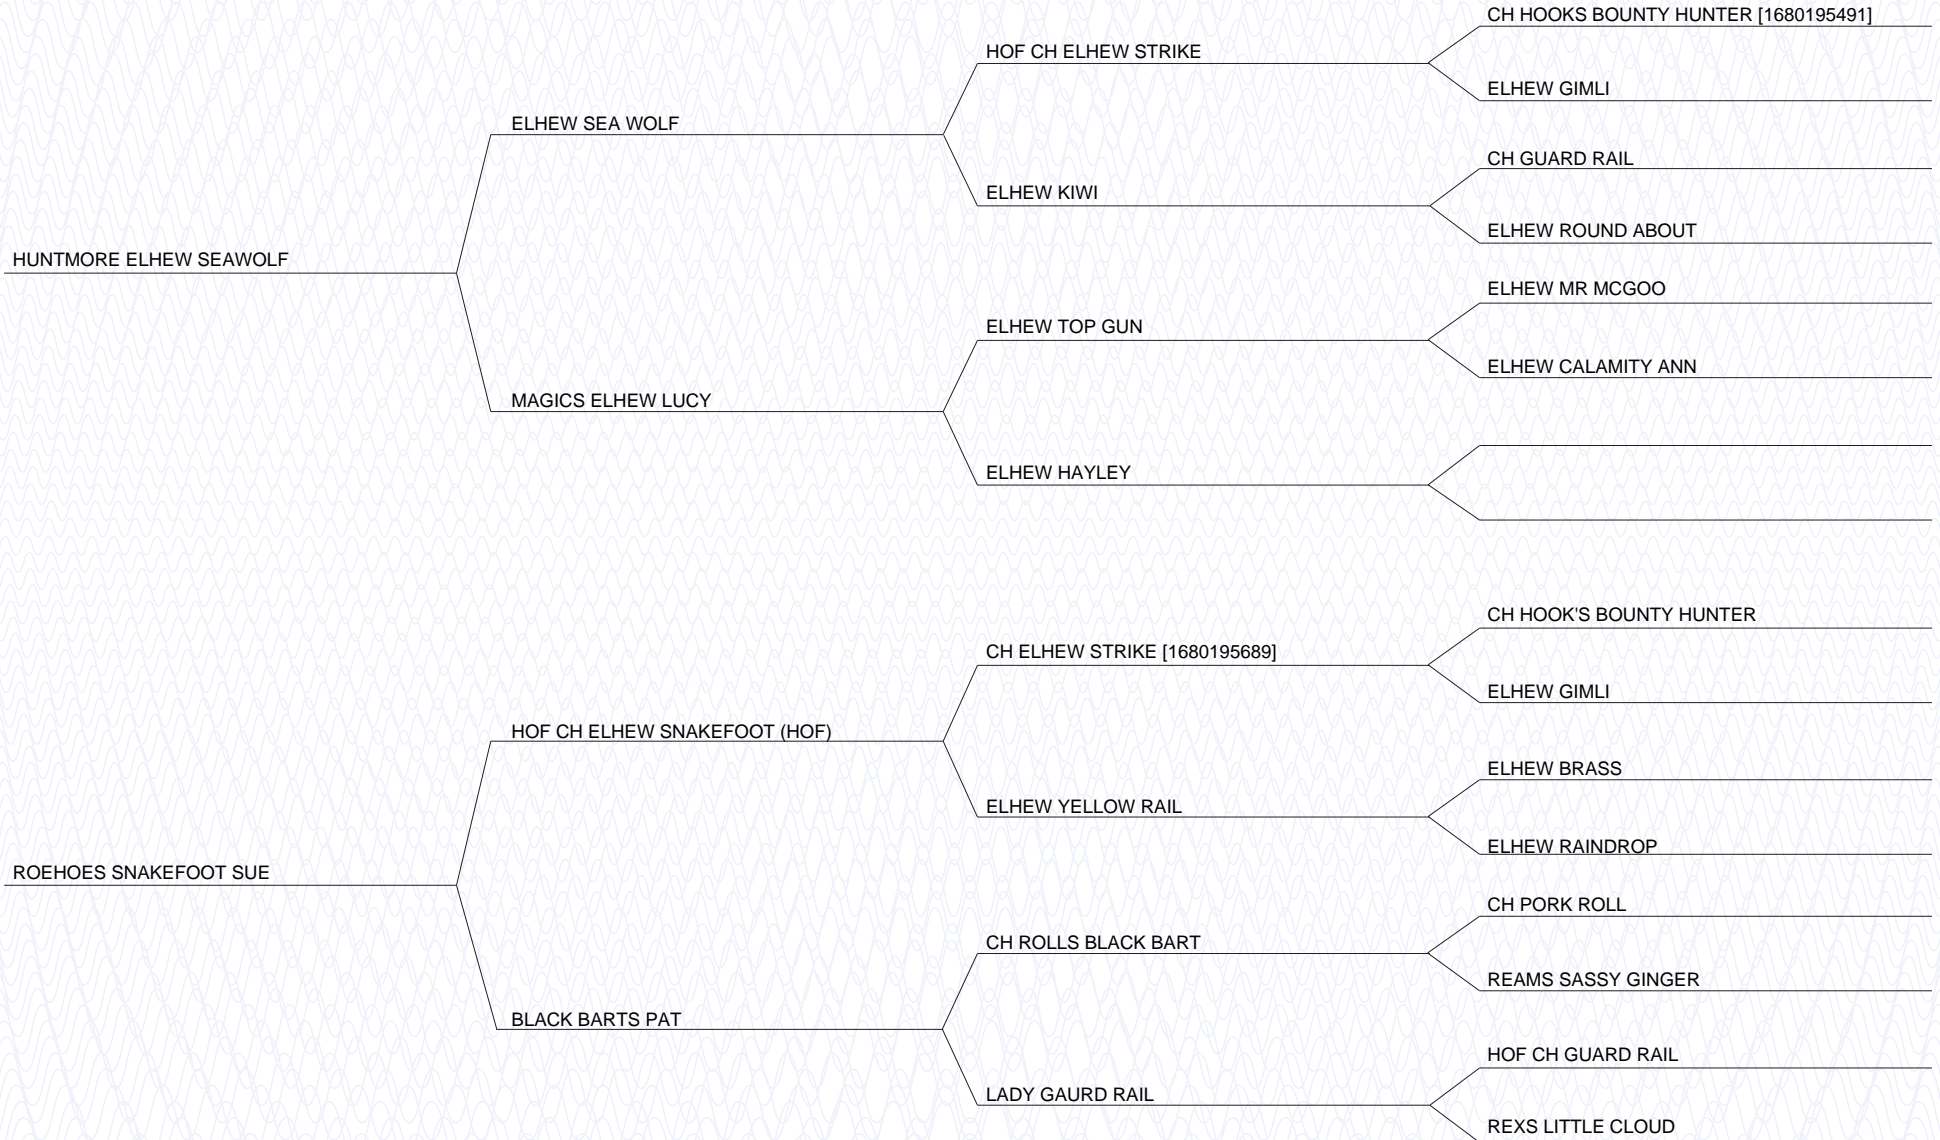 CH HOOKS BOUNTY HUNTER [1680195491]
HOF CH ELHEW STRIKE
ELHEW GIMLI
ELHEW SEA WOLF
CH GUARD RAIL
ELHEW KIWI
ELHEW ROUND ABOUT
HUNTMORE ELHEW SEAWOLF
ELHEW MR MCGOO
ELHEW TOP GUN
ELHEW CALAMITY ANN
MAGICS ELHEW LUCY
ELHEW HAYLEY
CH HOOK'S BOUNTY HUNTER
CH ELHEW STRIKE [1680195689]
ELHEW GIMLI
HOF CH ELHEW SNAKEFOOT (HOF)
ELHEW BRASS
ELHEW YELLOW RAIL
ELHEW RAINDROP
ROEHOES SNAKEFOOT SUE
CH PORK ROLL
CH ROLLS BLACK BART
REAMS SASSY GINGER
BLACK BARTS PAT
HOF CH GUARD RAIL
LADY GAURD RAIL
REXS LITTLE CLOUD